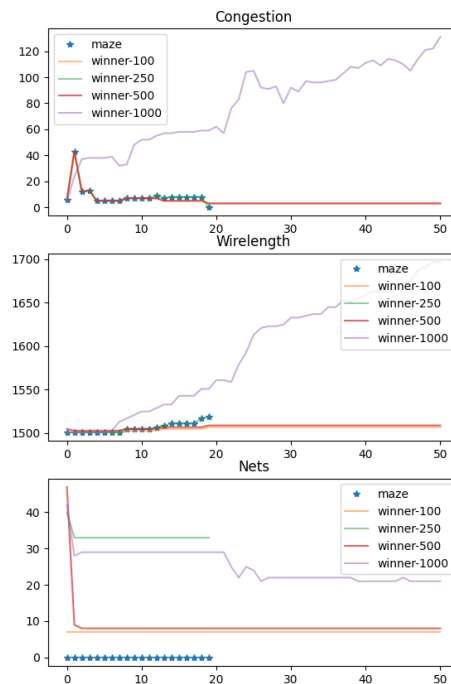 Congestion
120
100
80
60
40
20
0
maze
winner-100
winner-250
winner-500
winner-1000
0 10 20 30 40 50
Wirelength
1700
1650
1600
1550
1500
maze
winner-100
winner-250
winner-500
winner-1000
0 10 20 30 40 50
Nets
40
30
20
10
0
maze
winner-100
winner-250
winner-500
winner-1000
0 10 20 30 40 50